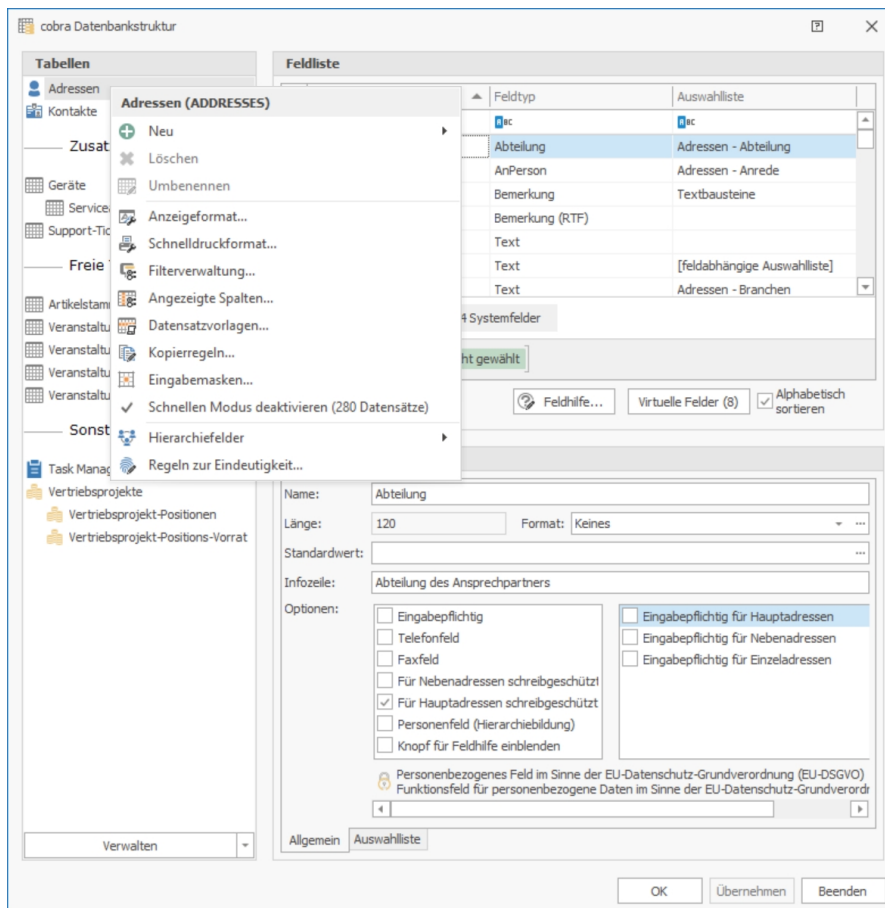 cobra Datenbankstruktur
Tabellen
Adressen
Kontakte
Zusat
Geräte
Support-Tic
Freie
Artikelstam
Veranstaltu
Veranstaltu
Veranstaltu
Veranstaltu
Sonst
Task Manag
Vertriebsprojekte
Vertriebsprojekt-Positionen
Vertriebsprojekt-Positions-Vorrat
Verwalten
Adressen (ADDRESSES)
Neu
Löschen
Umbenennen
Anzeigeformat...
Schnelldruckformat...
Filterverwaltung...
Angezeigte Spalten...
Datensatzvorlagen...
Kopierregeln...
Eingabemasken...
Schnellen Modus deaktivieren (280 Datensätze)
Hierarchiefelder
Regeln zur Eindeutigkeit...
Feldliste
Feldtyp Auswahlliste
Abteilung Adressen - Abteilung
AnPerson Adressen - Anrede
Bemerkung Textbausteine
Bemerkung (RTF)
Text
Text [feldabhängige Auswahlliste]
Text Adressen - Branchen
4 Systemfelder
ht gewählt
Feldhilfe... Virtuelle Felder (8) Alphabetisch
sortieren
Name: Abteilung
Länge: 120 Format: Keines
Standardwert:
Infozeile: Abteilung des Ansprechpartners
Optionen:
Eingabepflichtig
Telefonfeld
Faxfeld
Für Nebenadressen schreibgeschützt
Für Hauptadressen schreibgeschützt
Personenfeld (Hierarchiebildung)
Knopf für Feldhilfe einblenden
Eingabepflichtig für Hauptadressen
Eingabepflichtig für Nebenadressen
Eingabepflichtig für Einzeladressen
Personenbezogenes Feld im Sinne der EU-Datenschutz-Grundverordnung (EU-DSGVO)
Funktionsfeld für personenbezogene Daten im Sinne der EU-Datenschutz-Grundverordn
Allgemein Auswahlliste
OK Übernehmen Beenden